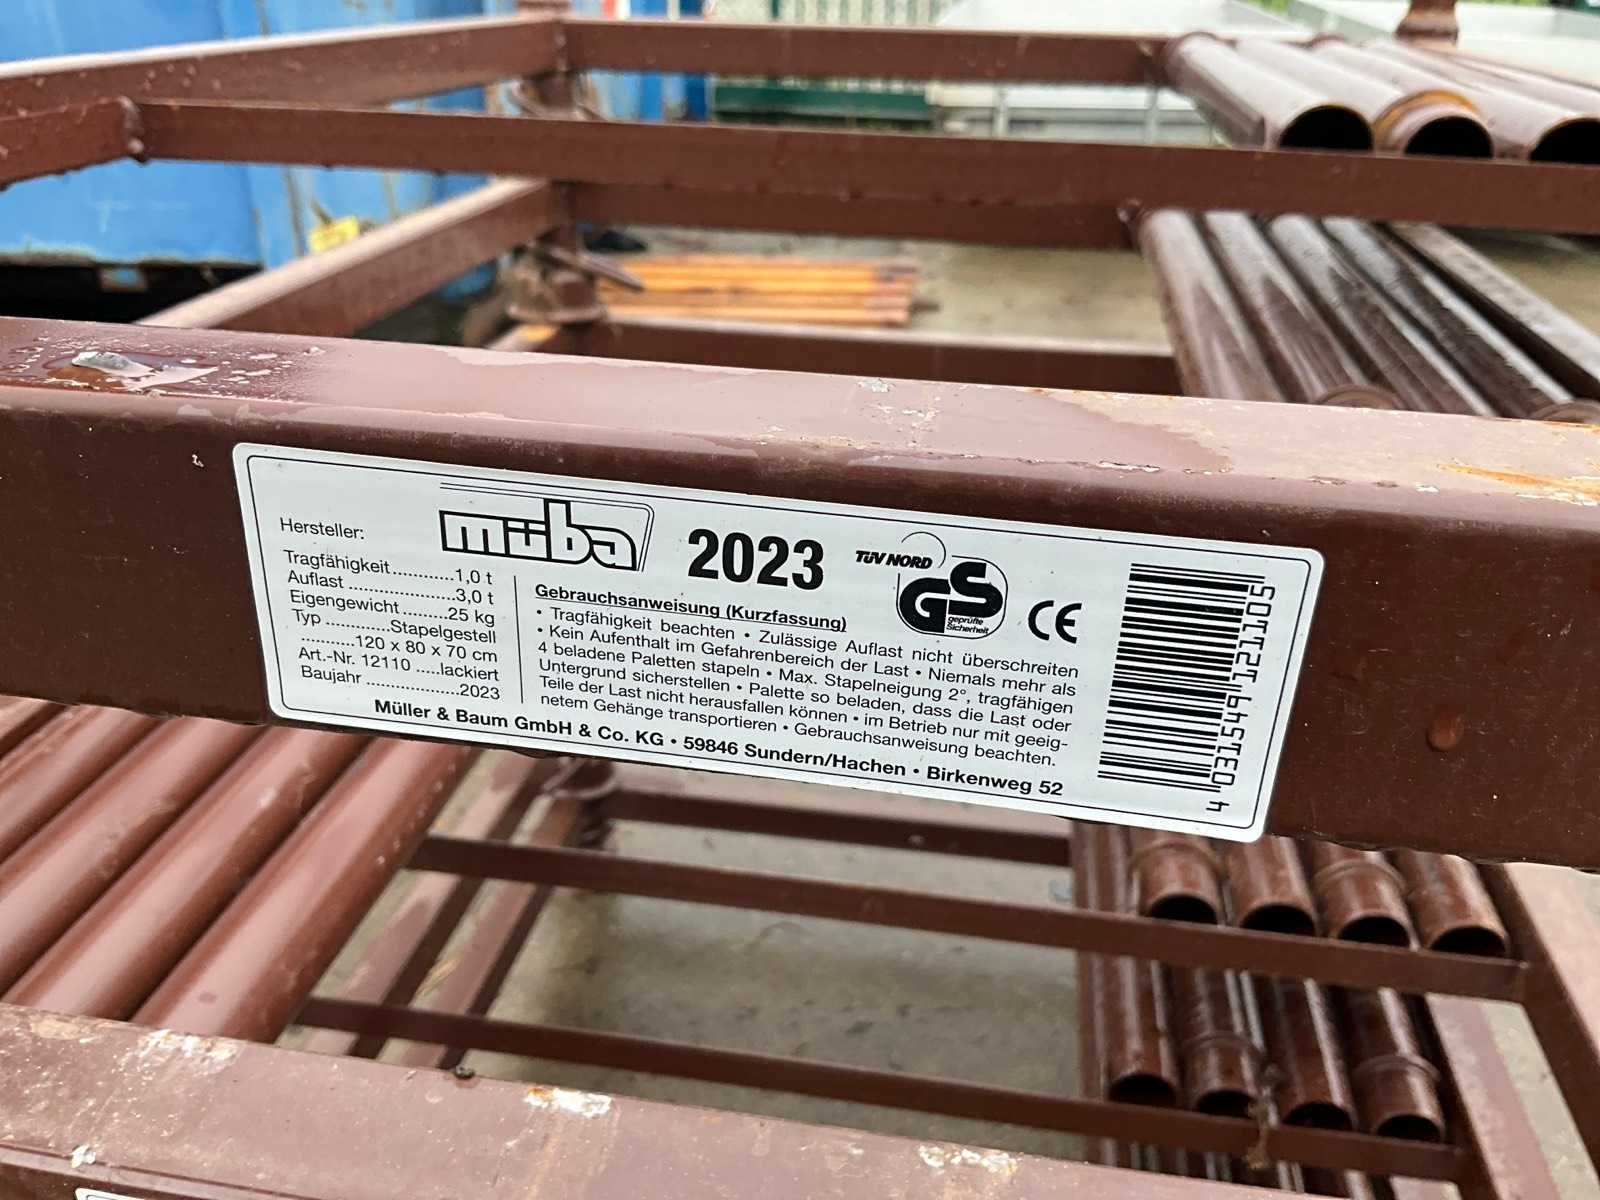 Hersteller:
müba
2023
TÜV NORD
GS
geprüfte
Sicherheit
CE
Tragfähigkeit............1,0 t
Auflast.....................3,0 t
Eigengewicht.........25 kg
Typ.............Stapelgestell
...........120 x 80 x 70 cm
Art.-Nr. 12110.....lackiert
Baujahr..................2023
Gebrauchsanweisung (Kurzfassung)
• Tragfähigkeit beachten • Zulässige Auflast nicht überschreiten
• Kein Aufenthalt im Gefahrenbereich der Last • Niemals mehr als
4 beladene Paletten stapeln • Max. Stapelneigung 2°, tragfähigen
Untergrund sicherstellen • Palette so beladen, dass die Last oder
Teile der Last nicht herausfallen können • im Betrieb nur mit geeig-
netem Gehänge transportieren • Gebrauchsanweisung beachten.
Müller & Baum GmbH & Co. KG • 59846 Sundern/Hachen • Birkenweg 52
4 031549 121105